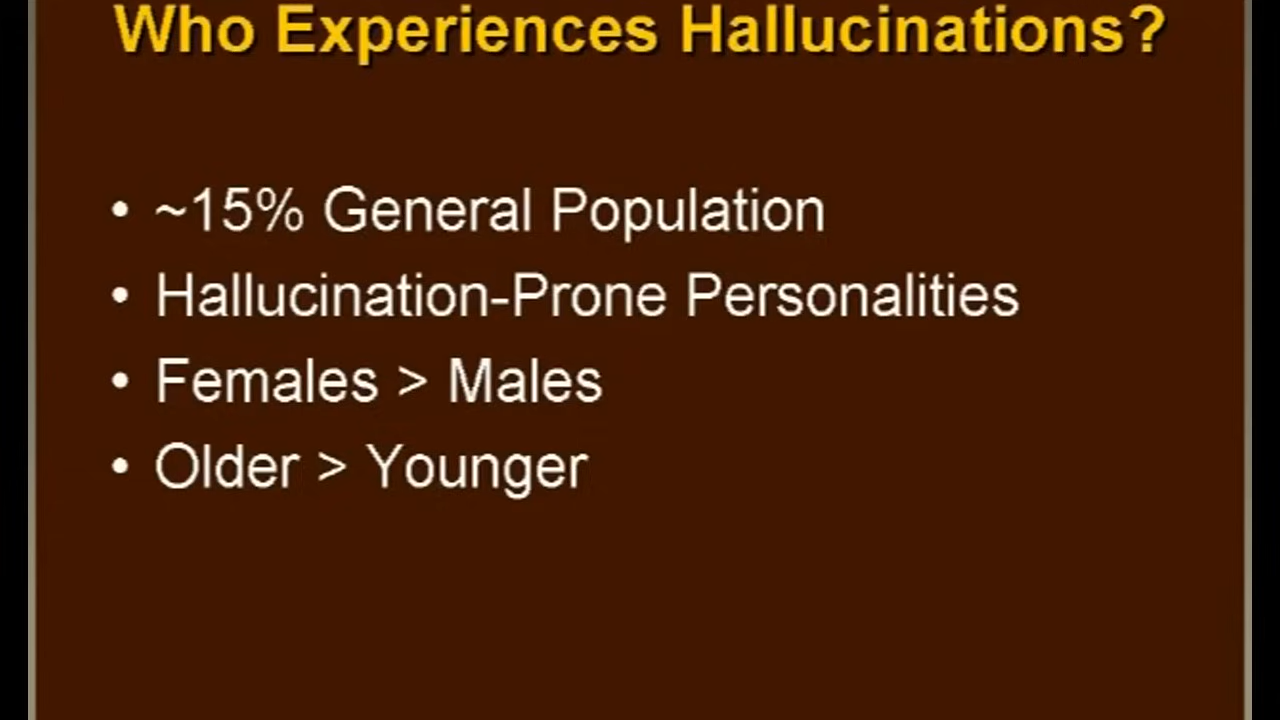 Who Experiences Hallucinations?
• ~15% General Population
• Hallucination-Prone Personalities
• Females > Males
• Older > Younger